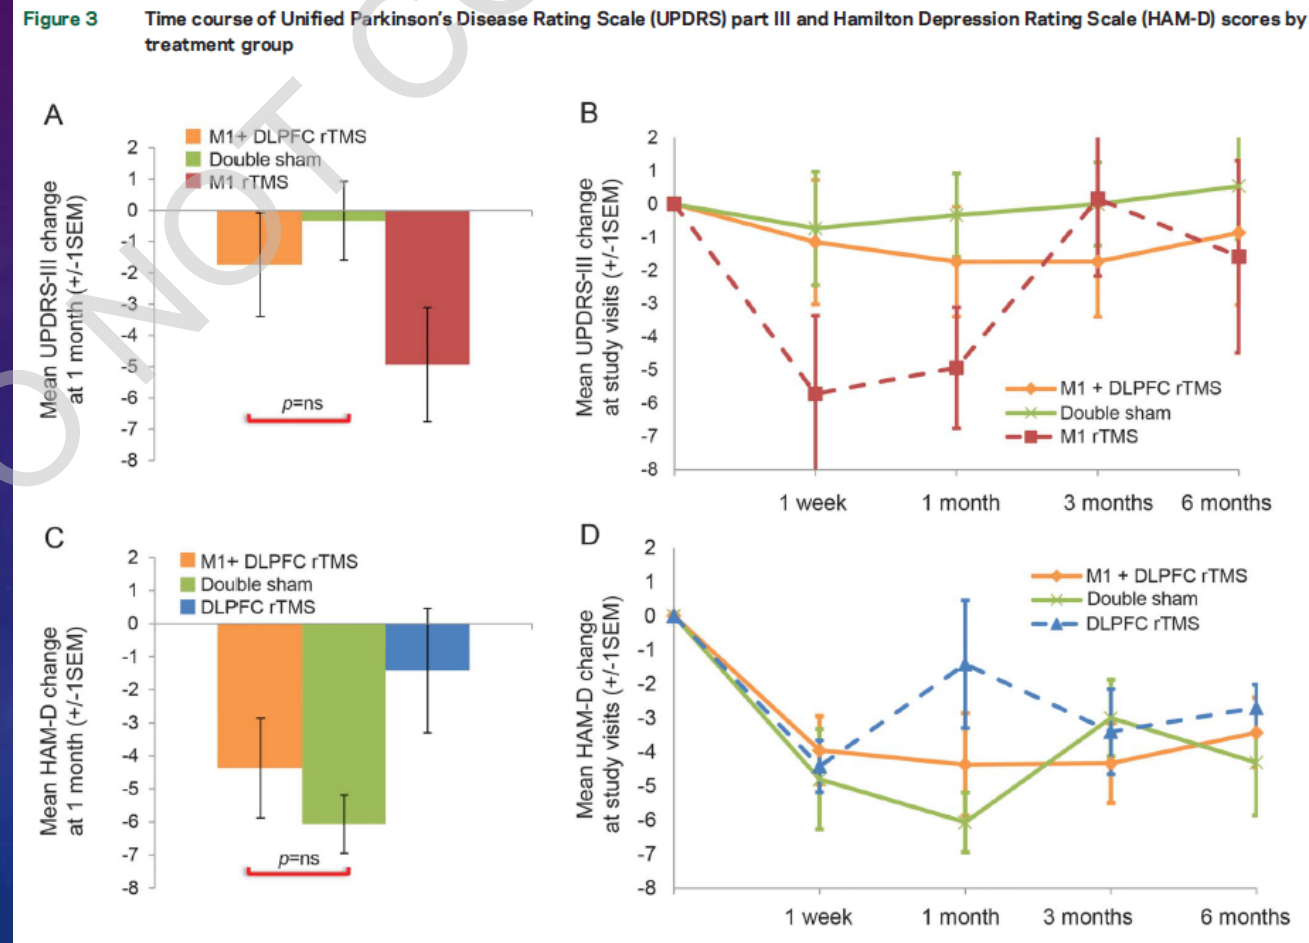 Figure 3 Time course of Unified Parkinson's Disease Rating Scale (UPDRS) part III and Hamilton Depression Rating Scale (HAM-D) scores by
treatment group
A
M1+ DLPFC rTMS
Double sham
M1 rTMS
Mean UPDRS-III change
at 1 month (+/-1SEM)
2
1
0
-1
-2
-3
-4
-5
-6
-7
-8
p=ns
B
Mean UPDRS-III change
at study visits (+/-1SEM)
2
1
0
-1
-2
-3
-4
-5
-6
-7
-8
M1 + DLPFC rTMS
Double sham
M1 rTMS
1 week 1 month 3 months 6 months
C
M1+ DLPFC rTMS
Double sham
DLPFC rTMS
Mean HAM-D change
at 1 month (+/-1SEM)
2
1
0
-1
-2
-3
-4
-5
-6
-7
-8
p=ns
D
Mean HAM-D change
at study visits (+/-1SEM)
2
1
0
-1
-2
-3
-4
-5
-6
-7
-8
M1 + DLPFC rTMS
Double sham
DLPFC rTMS
1 week 1 month 3 months 6 months
O NOT CO